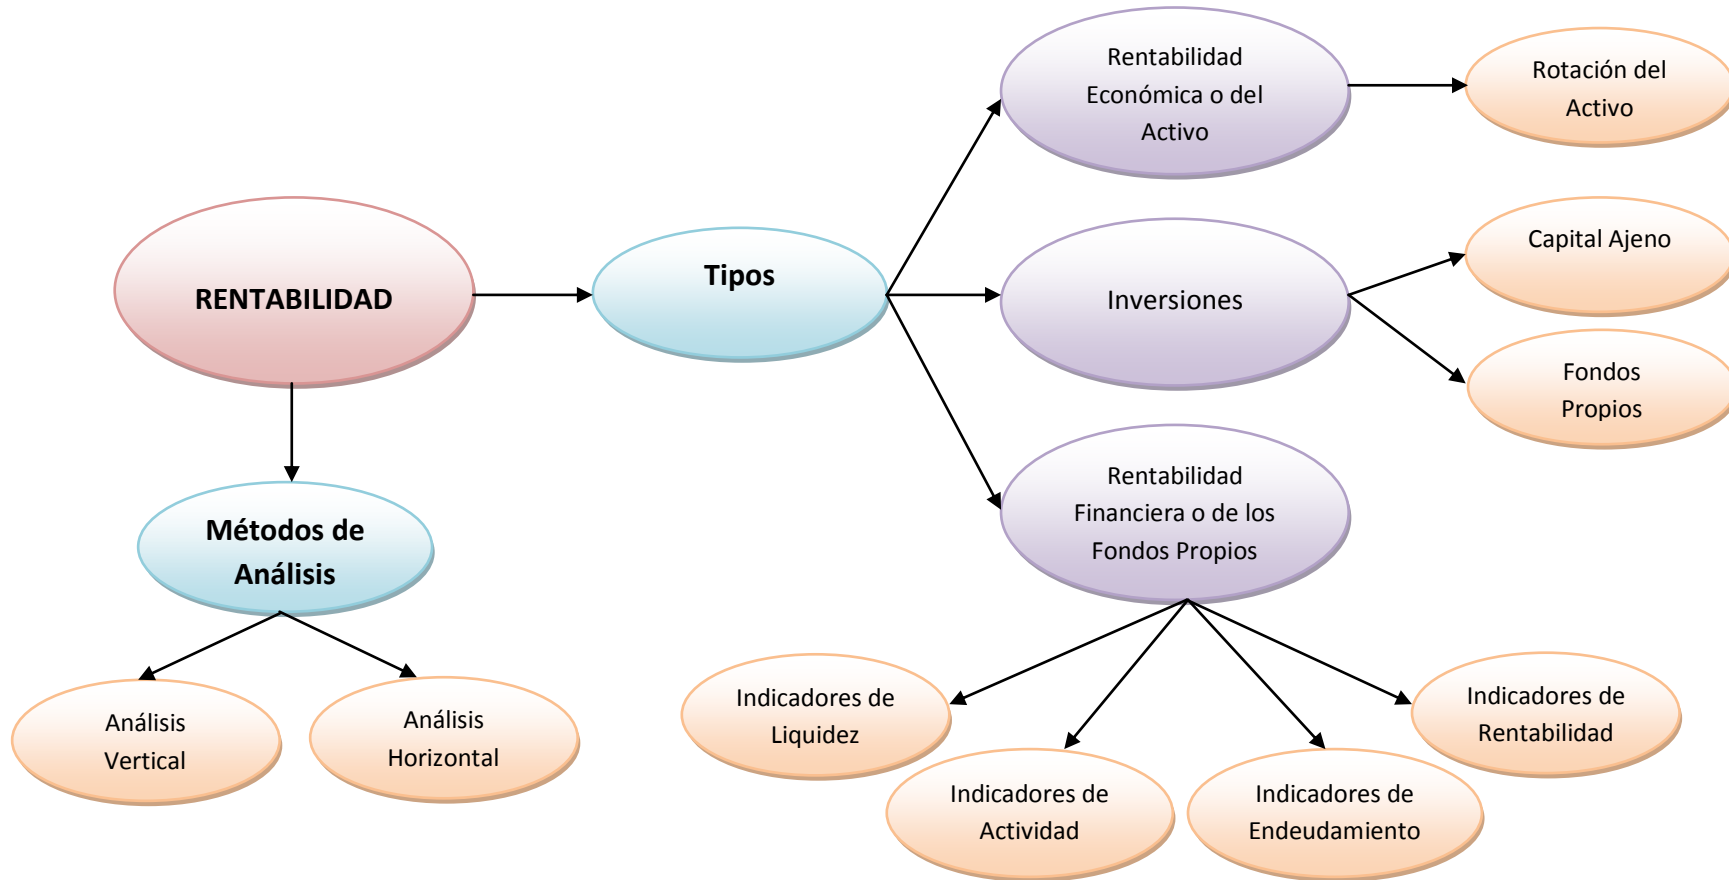 Rentabilidad
Económica o del
Activo
Rotación del
Activo
RENTABILIDAD
Tipos
Inversiones
Capital Ajeno
Fondos
Propios
Rentabilidad
Financiera o de los
Fondos Propios
Métodos de
Análisis
Análisis
Vertical
Análisis
Horizontal
Indicadores de
Liquidez
Indicadores de
Actividad
Indicadores de
Endeudamiento
Indicadores de
Rentabilidad